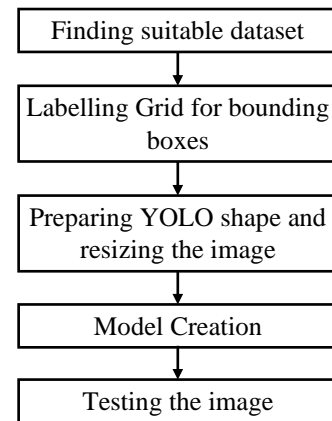 Finding suitable dataset
Labelling Grid for bounding
boxes
Preparing YOLO shape and
resizing the image
Model Creation
Testing the image